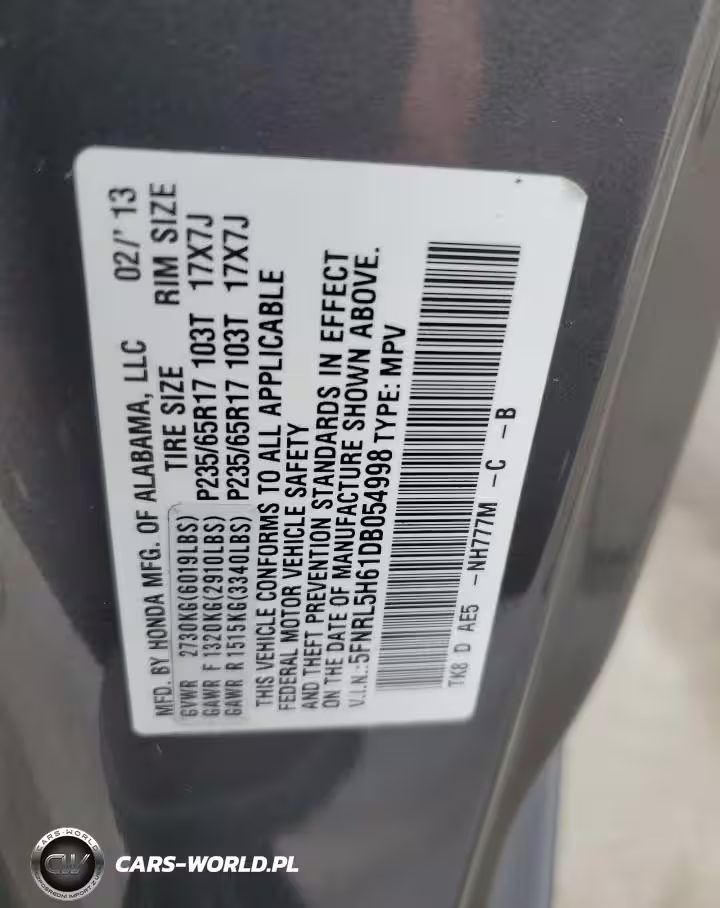 MFD. BY HONDA MFG. OF ALABAMA, LLC 02/' 13
TIRE SIZE RIM SIZE
GVWR 2730KG(6019LBS)
GAWR F 1320KG(2910LBS) P235/65R17 103T 17X7J
GAWR R 1515KG(3340LBS) P235/65R17 103T 17X7J
THIS VEHICLE CONFORMS TO ALL APPLICABLE
FEDERAL MOTOR VEHICLE SAFETY
AND THEFT PREVENTION STANDARDS IN EFFECT
ON THE DATE OF MANUFACTURE SHOWN ABOVE.
V.I.N.:5FNRL5H61DB054998 TYPE: MPV
TK8 D AE5 -NH777M -C -B
CARS-WORLD
CW
CARS-WORLD.PL